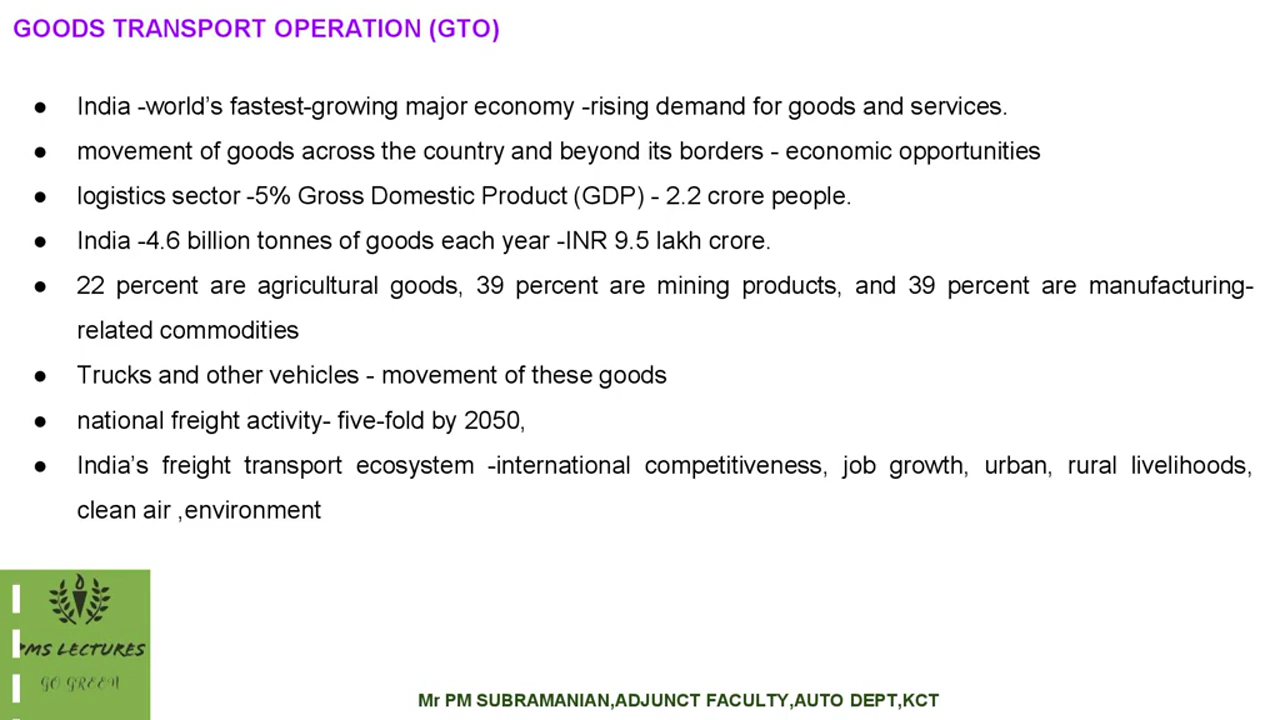 GOODS TRANSPORT OPERATION (GTO)
● India -world’s fastest-growing major economy -rising demand for goods and services.
● movement of goods across the country and beyond its borders - economic opportunities
● logistics sector -5% Gross Domestic Product (GDP) - 2.2 crore people.
● India -4.6 billion tonnes of goods each year -INR 9.5 lakh crore.
● 22 percent are agricultural goods, 39 percent are mining products, and 39 percent are manufacturing-
related commodities
● Trucks and other vehicles - movement of these goods
● national freight activity- five-fold by 2050,
● India’s freight transport ecosystem -international competitiveness, job growth, urban, rural livelihoods,
clean air ,environment
PMS LECTURES
GO GREEN
Mr PM SUBRAMANIAN,ADJUNCT FACULTY,AUTO DEPT,KCT